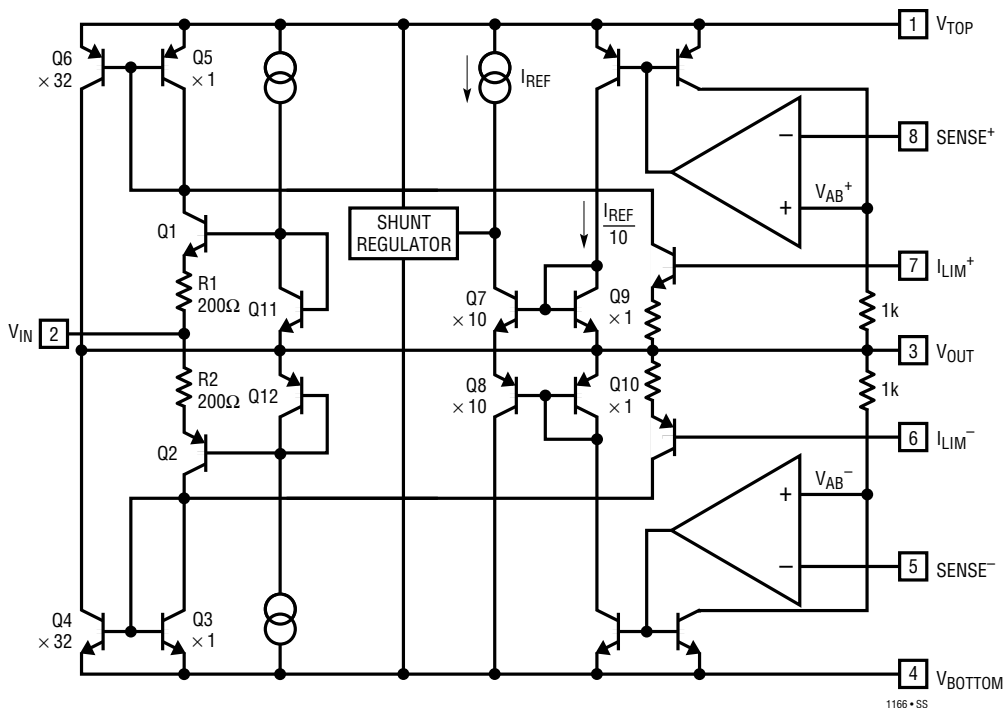 Q6
× 32
Q5
× 1
I_REF
1
V_TOP
8
SENSE+
−
+
V_AB+
7
I_LIM+
SHUNT
REGULATOR
I_REF
10
Q1
R1
200Ω
Q11
Q7
× 10
Q9
× 1
1k
V_IN
2
3
V_OUT
R2
200Ω
Q12
Q8
× 10
Q10
× 1
1k
Q2
6
I_LIM−
V_AB−
+
−
5
SENSE−
Q4
× 32
Q3
× 1
4
V_BOTTOM
1166 • SS